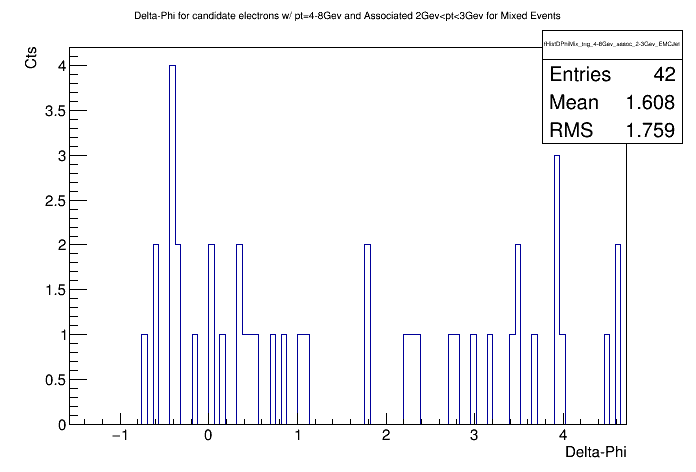 Delta-Phi for candidate electrons w/ pt=4-8Gev and Associated 2Gev<pt<3Gev for Mixed Events
fHistDPhiMix_trig_4-8Gev_assoc_2-3Gev_EMCJet
Entries 42
Mean 1.608
RMS 1.759
Cts
4
3.5
3
2.5
2
1.5
1
0.5
0
−1 0 1 2 3 4
Delta-Phi